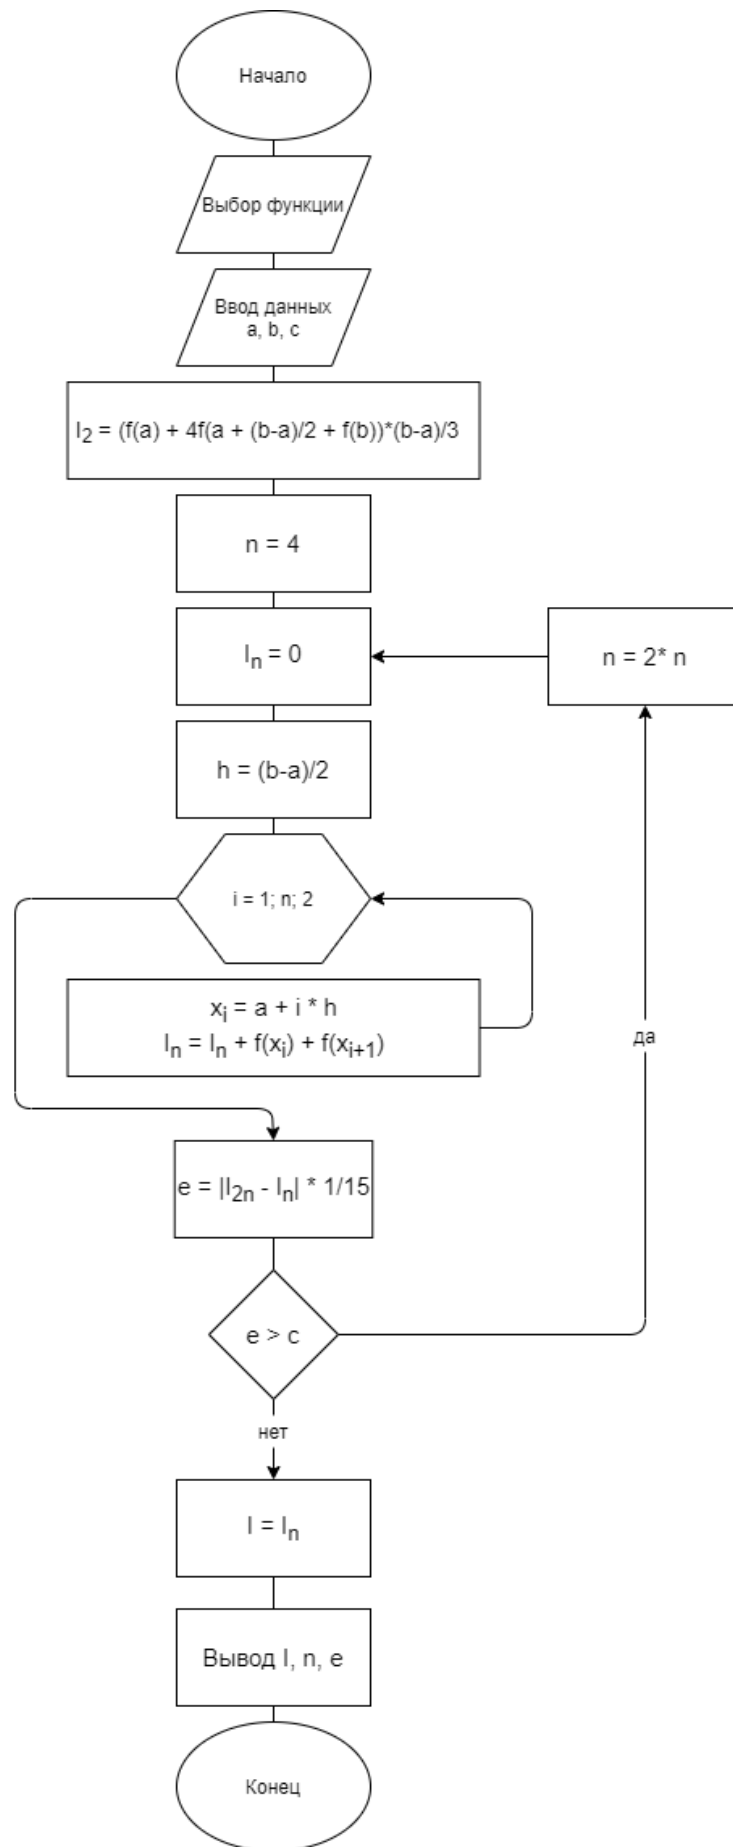 Начало
Выбор функции
Ввод данных
a, b, c
I₂ = (f(a) + 4f(a + (b-a)/2 + f(b))*(b-a)/3
n = 4
Iₙ = 0
n = 2* n
h = (b-a)/2
i = 1; n; 2
xᵢ = a + i * h
Iₙ = Iₙ + f(xᵢ) + f(xᵢ₊₁)
да
e = |I₂ₙ - Iₙ| * 1/15
e > c
нет
I = Iₙ
Вывод I, n, e
Конец